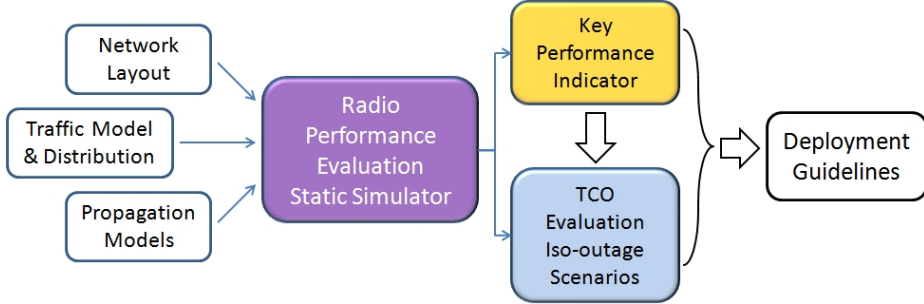 Network
Layout
Traffic Model
& Distribution
Propagation
Models
Radio
Performance
Evaluation
Static Simulator
Key
Performance
Indicator
TCO
Evaluation
Iso-outage
Scenarios
Deployment
Guidelines